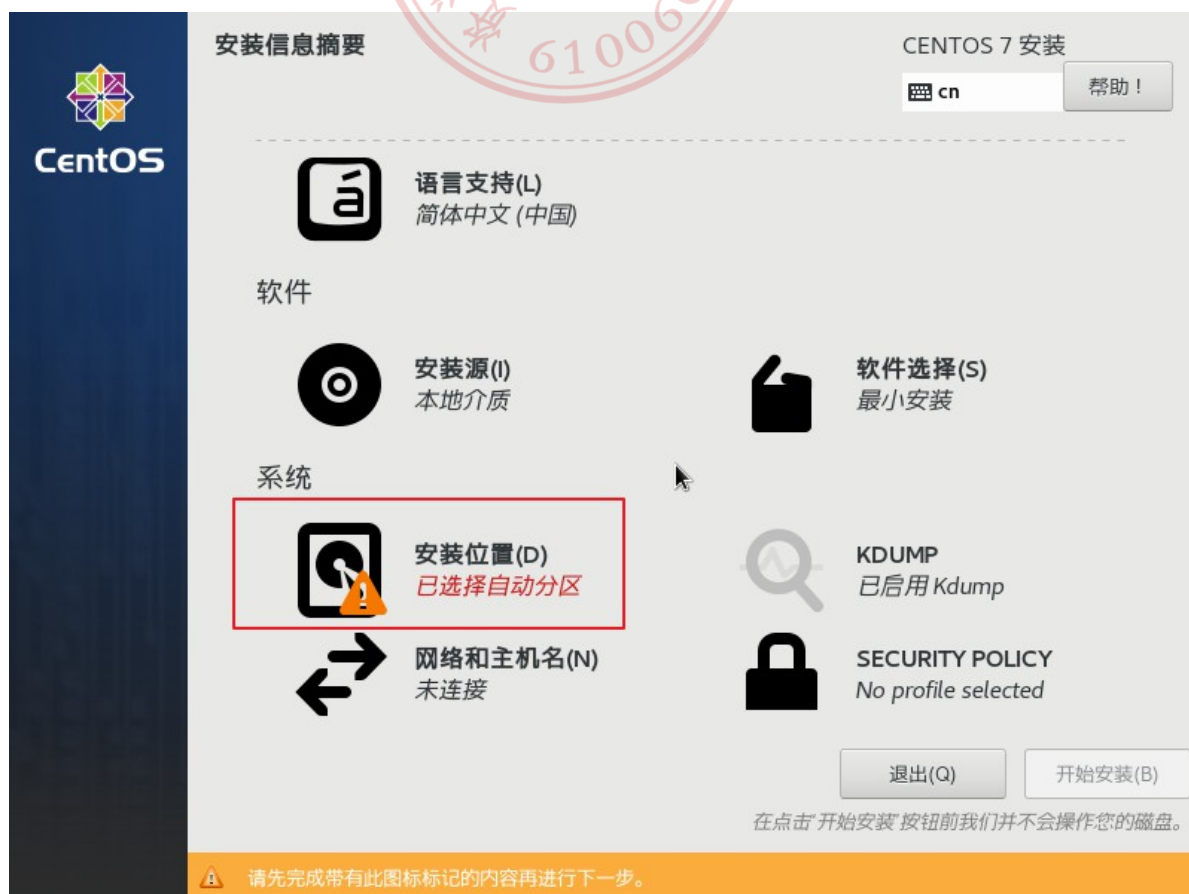 610060
安装信息摘要
CENTOS 7 安装
cn
帮助！
CentOS
á
语言支持(L)
简体中文 (中国)
软件
安装源(I)
本地介质
软件选择(S)
最小安装
系统
安装位置(D)
已选择自动分区
KDUMP
已启用 Kdump
网络和主机名(N)
未连接
SECURITY POLICY
No profile selected
退出(Q)
开始安装(B)
在点击"开始安装"按钮前我们并不会操作您的磁盘。
请先完成带有此图标标记的内容再进行下一步。